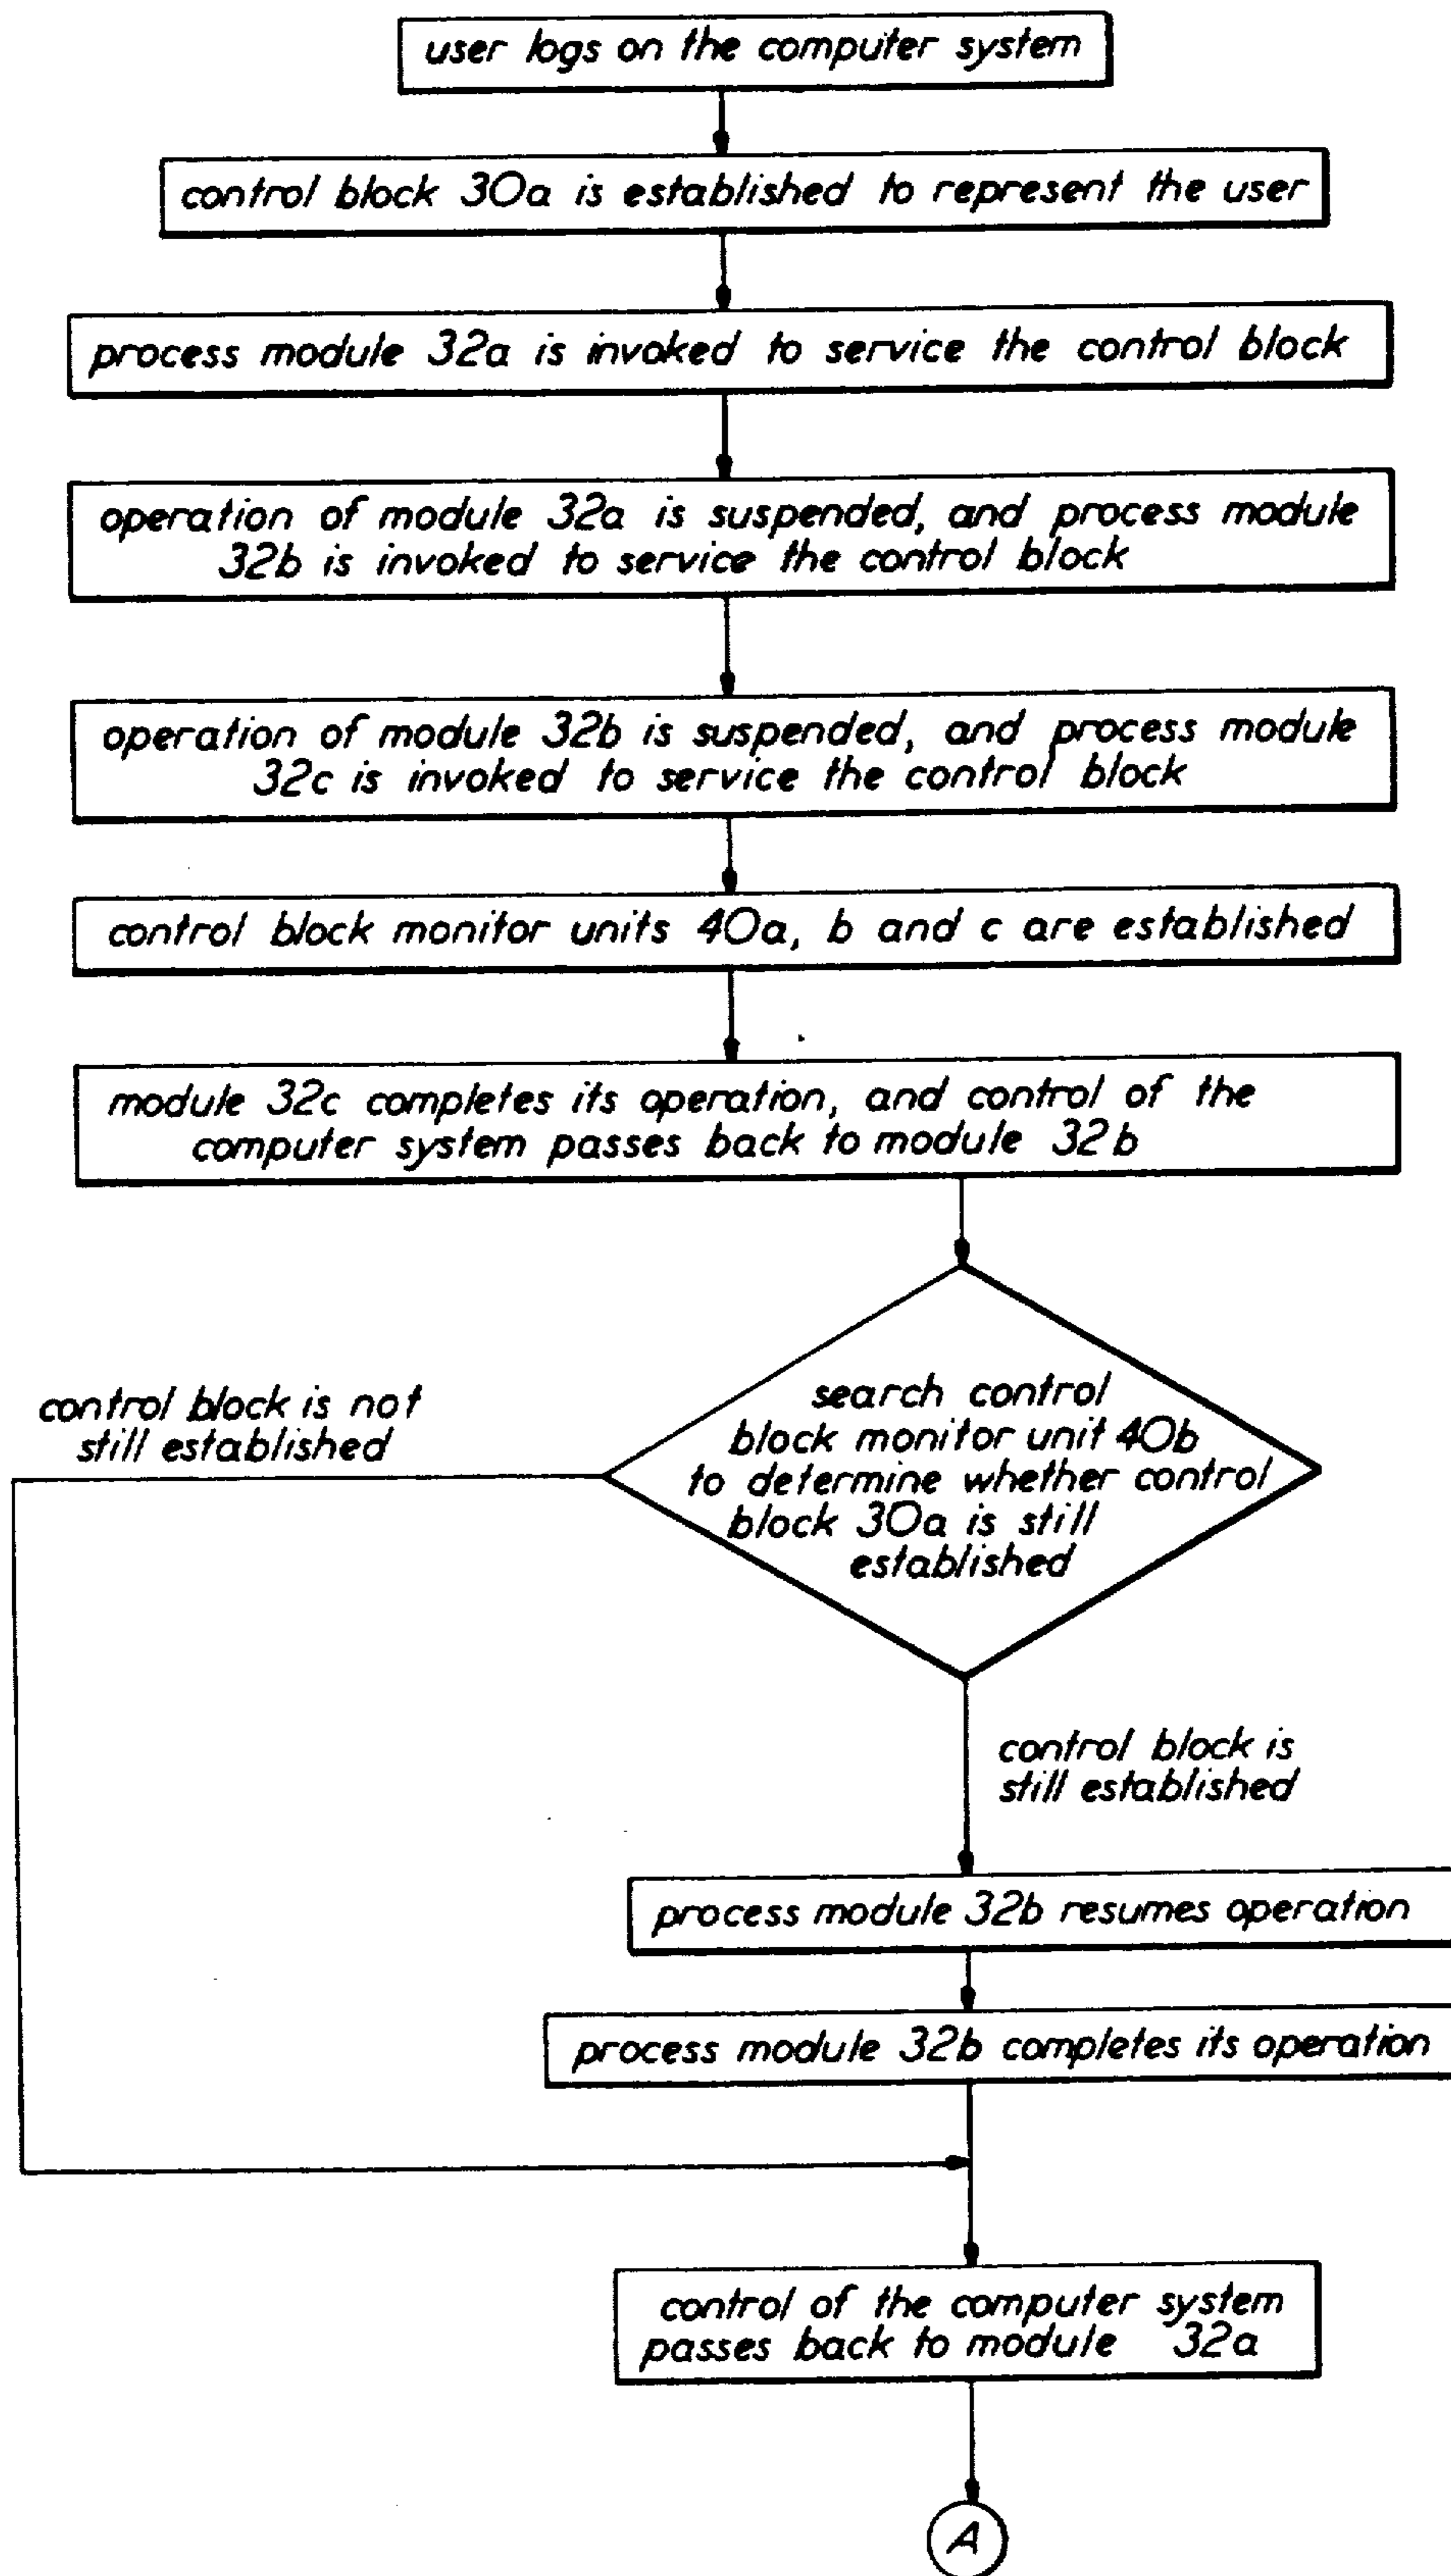 user logs on the computer system
control block 30a is established to represent the user
process module 32a is invoked to service the control block
operation of module 32a is suspended, and process module
32b is invoked to service the control block
operation of module 32b is suspended, and process module
32c is invoked to service the control block
control block monitor units 40a, b and c are established
module 32c completes its operation, and control of the
computer system passes back to module 32b
search control
block monitor unit 40b
to determine whether control
block 30a is still
established
control block is not
still established
control block is
still established
process module 32b resumes operation
process module 32b completes its operation
control of the computer system
passes back to module 32a
A